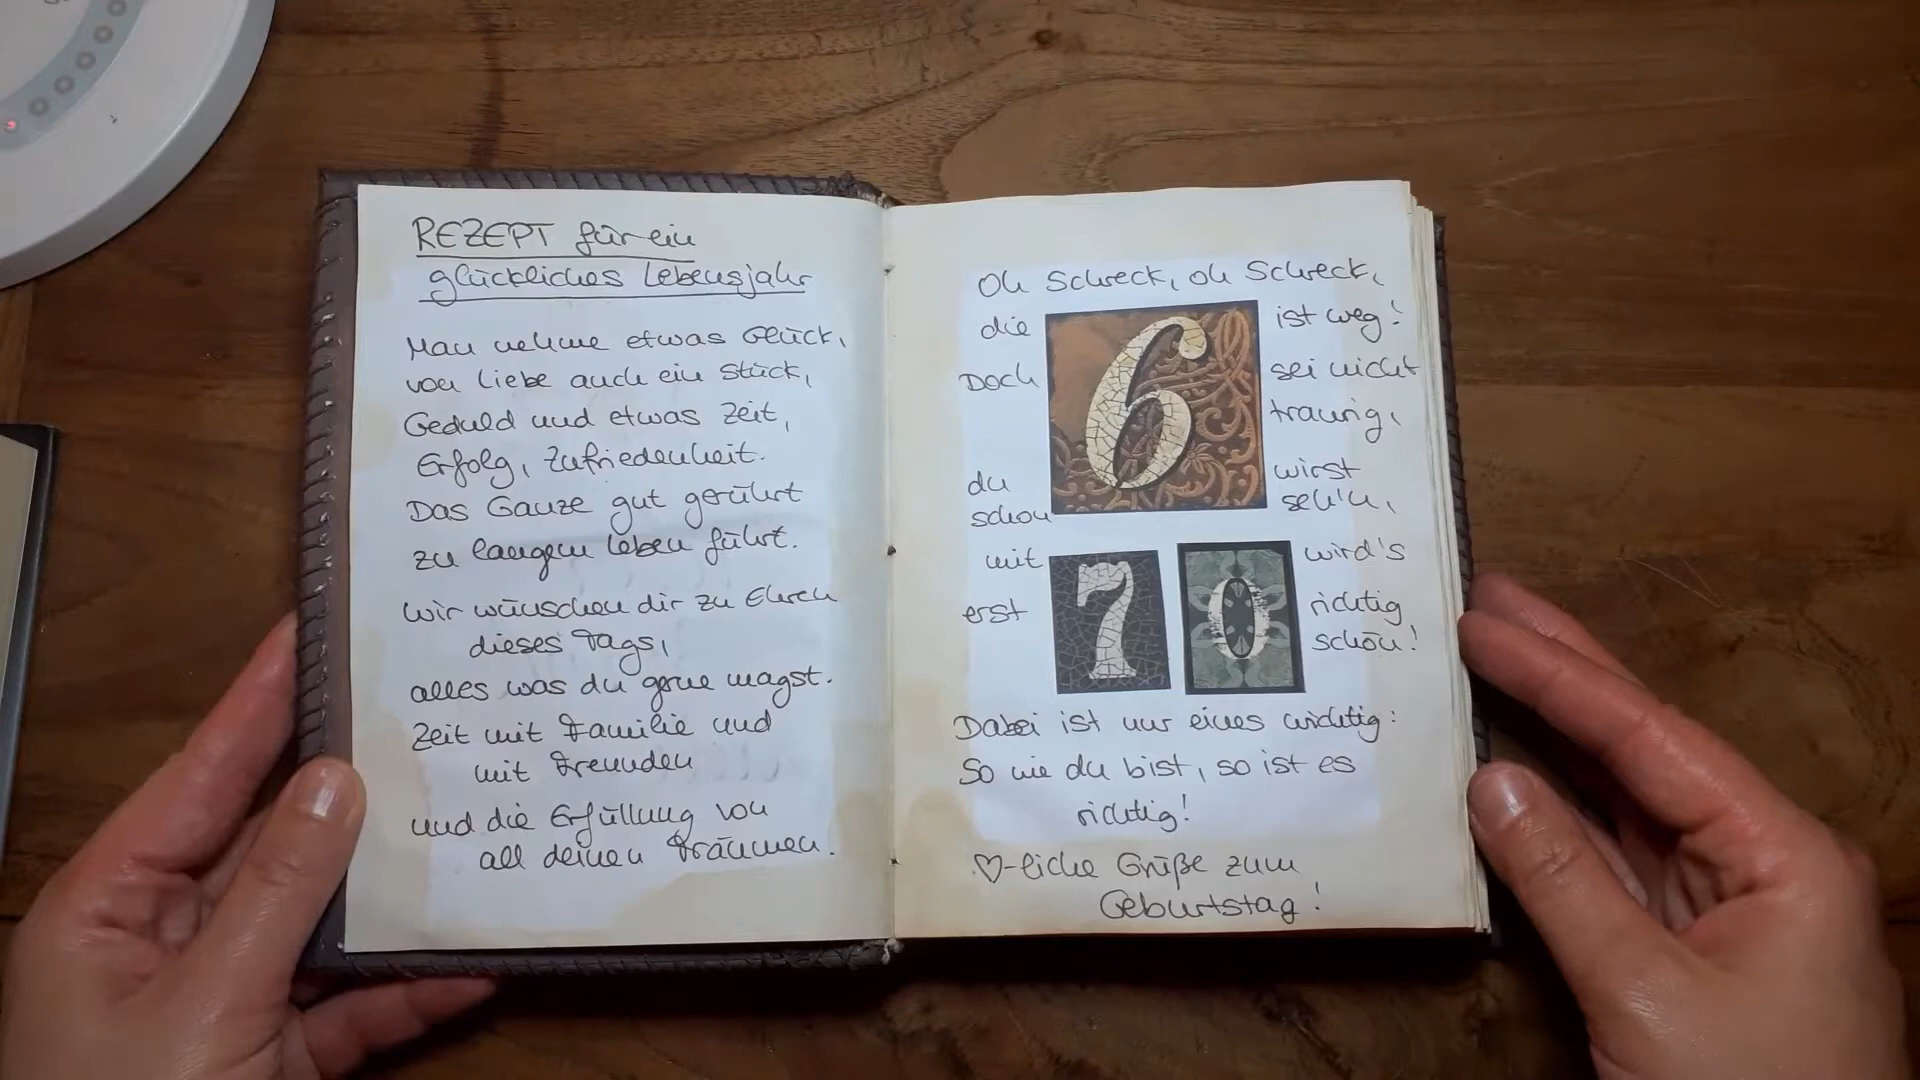 REZEPT für ein
glückliches Lebensjahr
Man nehme etwas Glück,
von Liebe auch ein Stück,
Geduld und etwas Zeit,
Erfolg, Zufriedenheit.
Das Ganze gut gerührt
zu langem Leben führt.
Wir wünschen dir zu Ehren
dieses Tags,
alles was du gerne magst.
Zeit mit Familie und
mit Freunden
und die Erfüllung von
all deinen Träumen.
Oh Schreck, oh Schreck,
die 6 ist weg!
Doch sei nicht
traurig,
du wirst
schon seh'n,
mit 70 wird's
erst richtig
schön!
Dabei ist nur eines wichtig:
So wie du bist, so ist es
richtig!
♡-liche Grüße zum
Geburtstag!